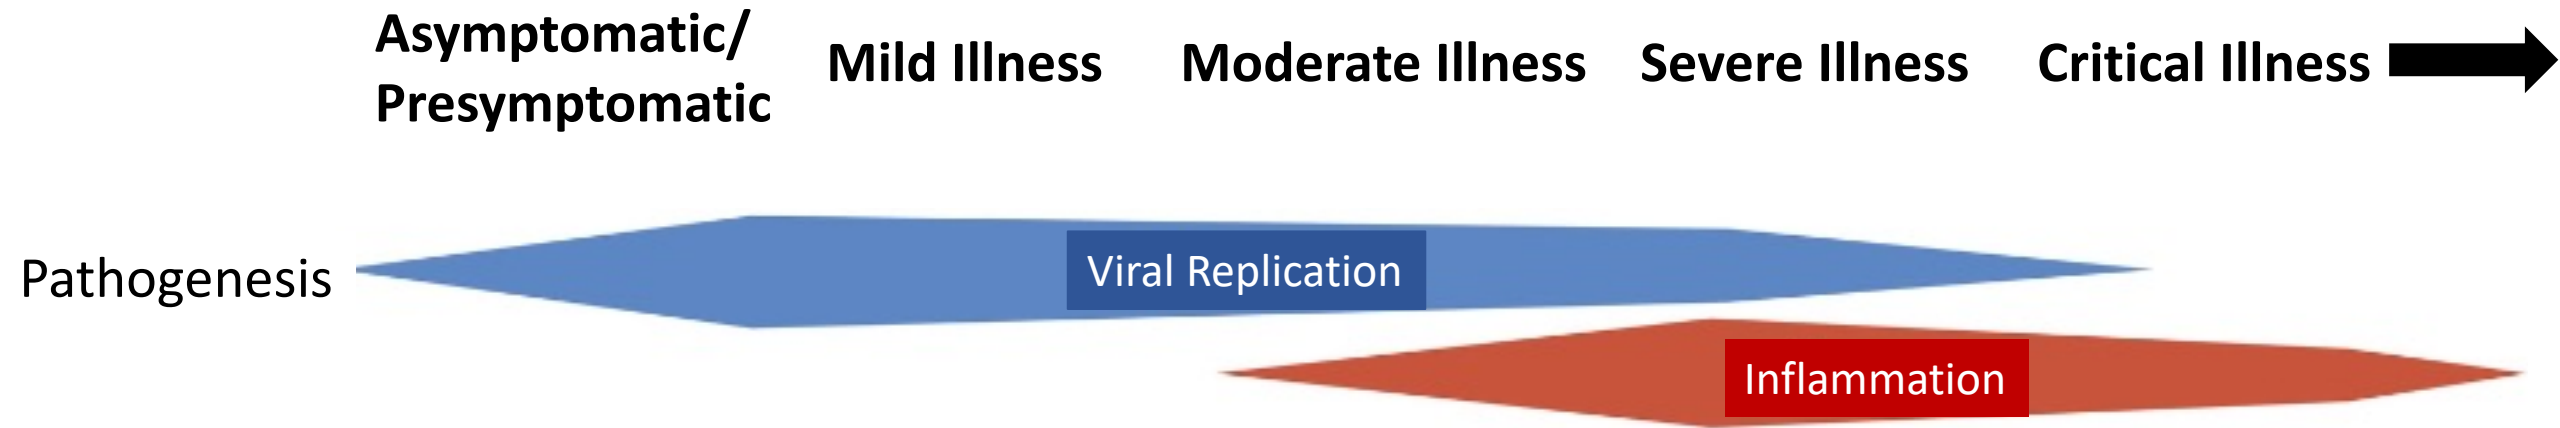 Asymptomatic/
Presymptomatic
Mild Illness
Moderate Illness
Severe Illness
Critical Illness
Pathogenesis
Viral Replication
Inflammation